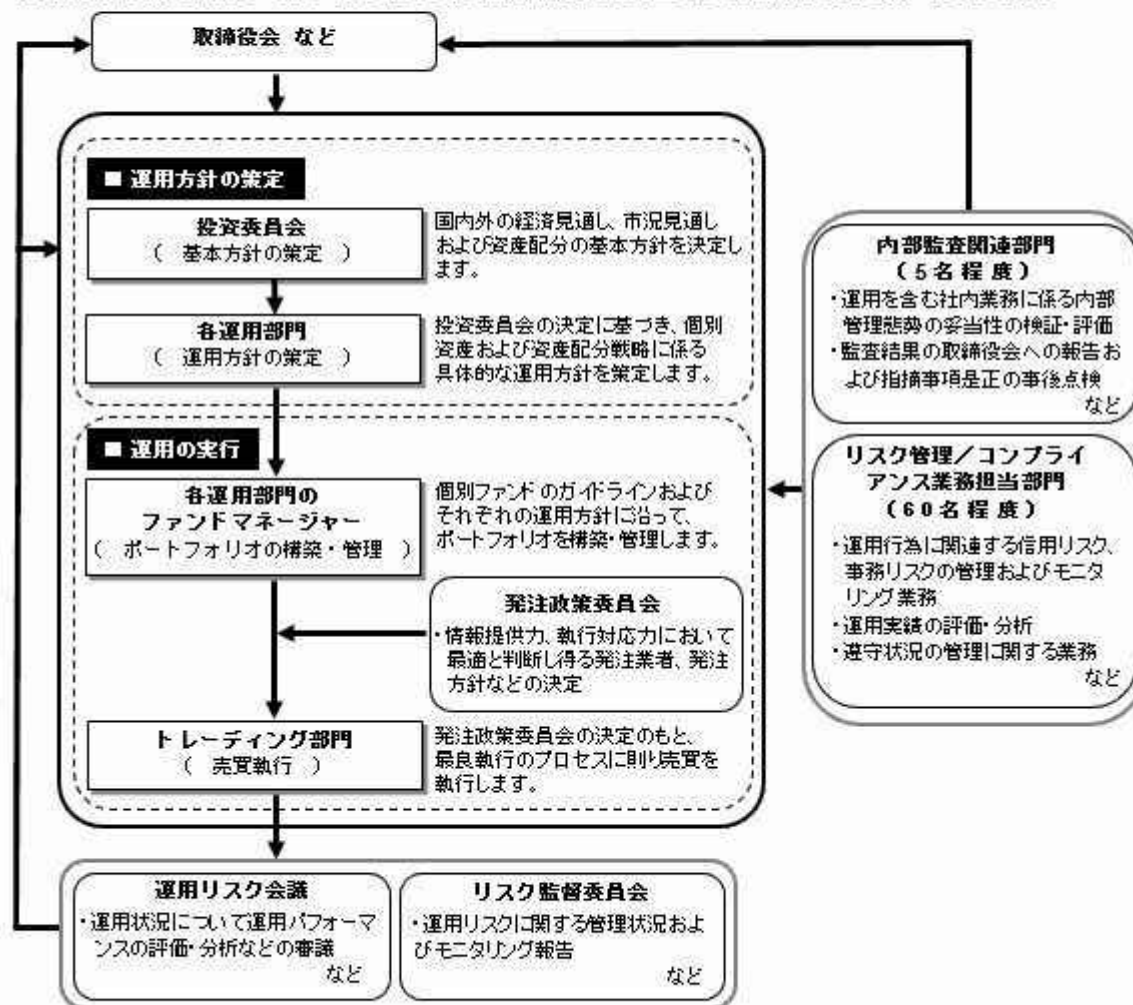 取締役会 など
■ 運用方針の策定
投資委員会
( 基本方針の策定 )
国内外の経済見通し、市況見通し
および資産配分の基本方針を決定し
ます。
各運用部門
( 運用方針の策定 )
投資委員会の決定に基づき、個別
資産および資産配分戦略に係る
具体的な運用方針を策定します。
■ 運用の実行
各運用部門の
ファンドマネージャー
( ポートフォリオの構築・管理 )
個別ファンドのガイドラインおよび
それぞれの運用方針に沿って、
ポートフォリオを構築・管理します。
発注政策委員会
・情報提供力、執行対応力において
最適と判断し得る発注業者、発注
方針などの決定
トレーディング部門
( 売買執行 )
発注政策委員会の決定のもと、
最良執行のプロセスに則り売買を
執行します。
内部監査関連部門
(5名程度)
・運用を含む社内業務に係る内部
管理態勢の妥当性の検証・評価
・監査結果の取締役会への報告お
よび指摘事項是正の事後点検
など
リスク管理/コンプライ
アンス業務担当部門
(60名程度)
・運用行為に関連する信用リスク、
事務リスクの管理およびモニタ
リング業務
・運用実績の評価・分析
・遵守状況の管理に関する業務
など
運用リスク会議
・運用状況について運用パフォーマ
ンスの評価・分析などの審議
など
リスク監督委員会
・運用リスクに関する管理状況およ
びモニタリング報告
など